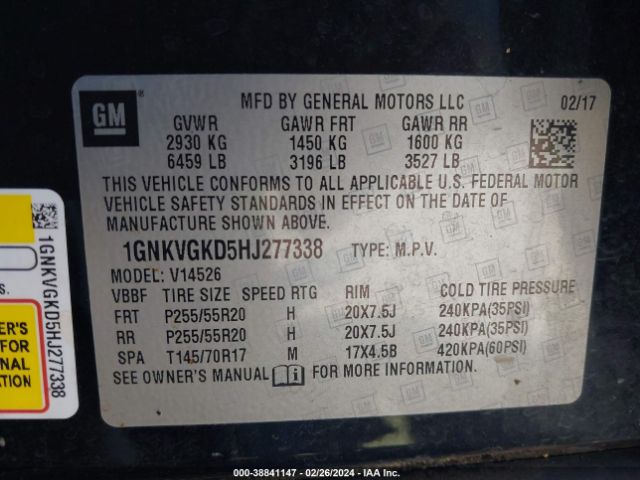 GM ®
MFD BY GENERAL MOTORS LLC 02/17
GVWR GAWR FRT GAWR RR
2930 KG 1450 KG 1600 KG
6459 LB 3196 LB 3527 LB
THIS VEHICLE CONFORMS TO ALL APPLICABLE U.S. FEDERAL MOTOR
VEHICLE SAFETY STANDARDS IN EFFECT ON THE DATE OF
MANUFACTURE SHOWN ABOVE.
1GNKVGKD5HJ277338 TYPE: M.P.V.
MODEL: V14526
VBBF TIRE SIZE SPEED RTG RIM COLD TIRE PRESSURE
FRT P255/55R20 H 20X7.5J 240KPA(35PSI)
RR P255/55R20 H 20X7.5J 240KPA(35PSI)
SPA T145/70R17 M 17X4.5B 420KPA(60PSI)
SEE OWNER'S MANUAL FOR MORE INFORMATION.
1GNKVGKD5HJ277338
ER'S
FOR
NAL
ATION
000-38841147 - 02/26/2024 - IAA Inc.